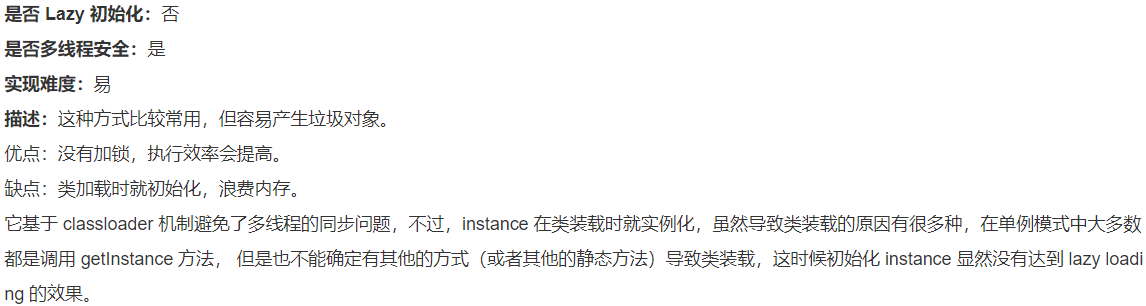 是否 Lazy 初始化：否
是否多线程安全：是
实现难度：易
描述：这种方式比较常用，但容易产生垃圾对象。
优点：没有加锁，执行效率会提高。
缺点：类加载时就初始化，浪费内存。
它基于 classloader 机制避免了多线程的同步问题，不过，instance 在类装载时就实例化，虽然导致类装载的原因有很多种，在单例模式中大多数
都是调用 getInstance 方法， 但是也不能确定有其他的方式（或者其他的静态方法）导致类装载，这时候初始化 instance 显然没有达到 lazy loadi
ng 的效果。